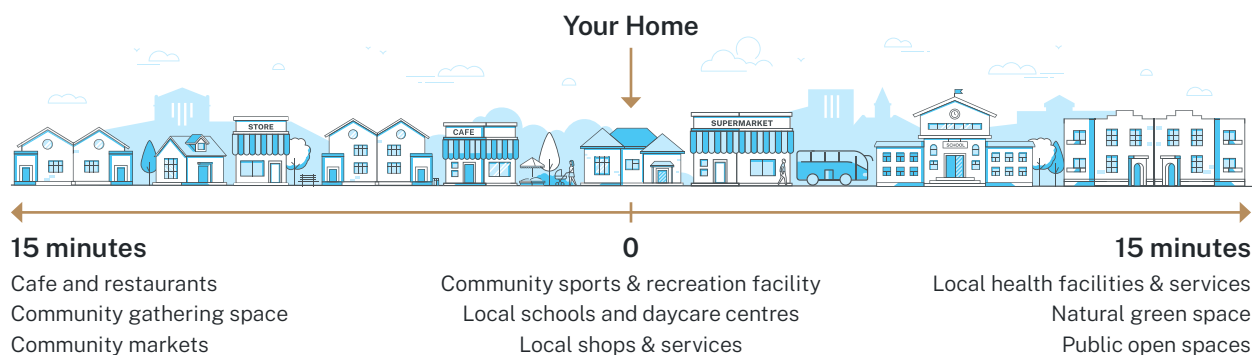 Your Home
STORE
CAFE
SUPERMARKET
SCHOOL
15 minutes
0
15 minutes
Cafe and restaurants
Community sports & recreation facility
Local health facilities & services
Community gathering space
Local schools and daycare centres
Natural green space
Community markets
Local shops & services
Public open spaces